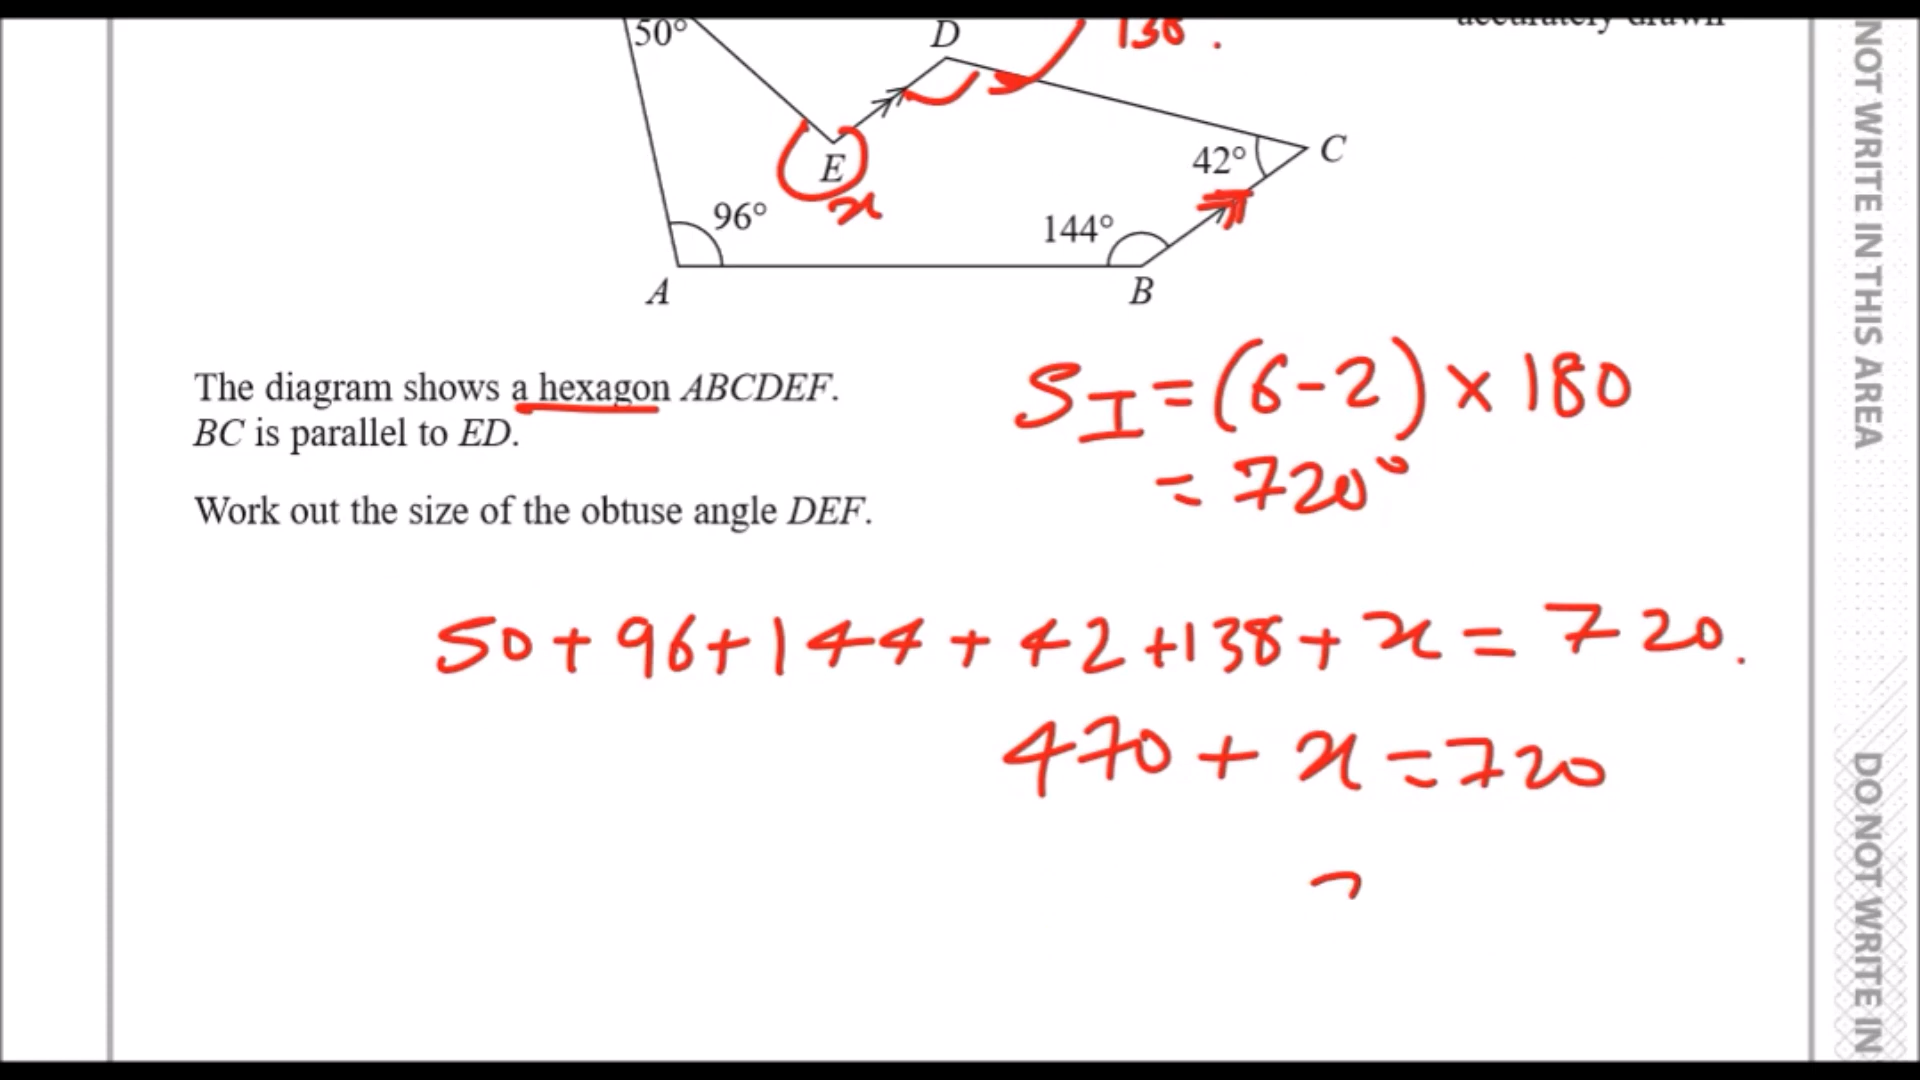 50°
D
138 .
E
x
42°
C
96°
144°
A
B
The diagram shows a hexagon ABCDEF.
BC is parallel to ED.
Work out the size of the obtuse angle DEF.
S_I = (6-2) × 180
= 720°
50 + 96 + 144 + 42 + 138 + x = 720.
470 + x = 720
NOT WRITE IN THIS AREA
DO NOT WRITE IN